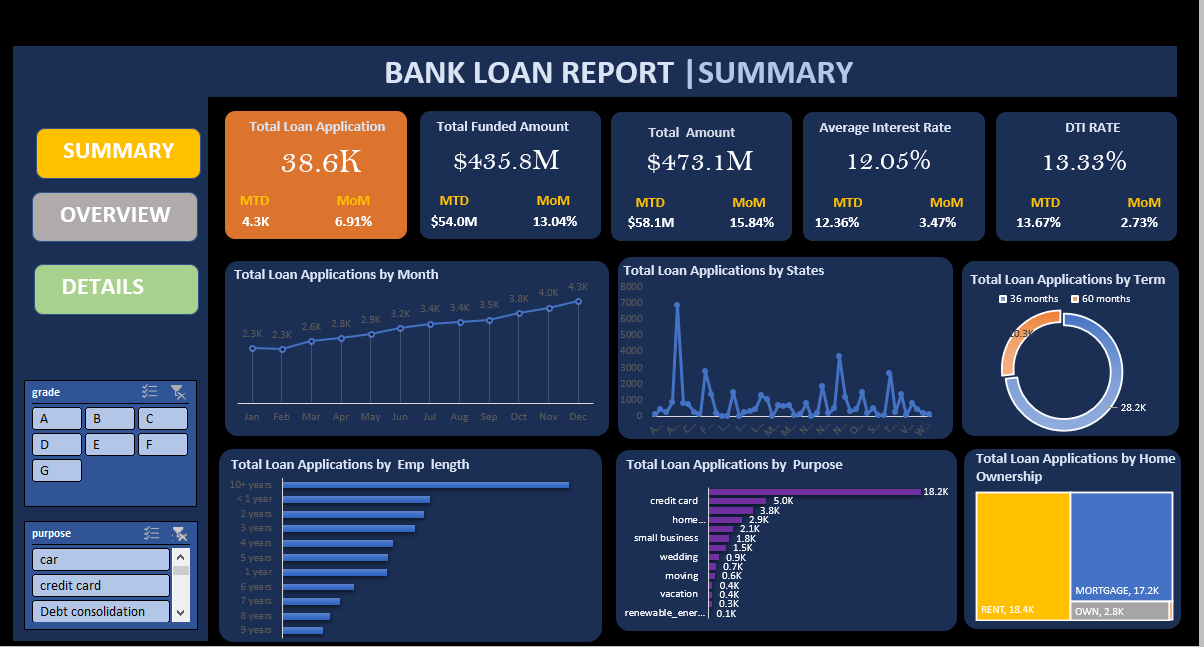 BANK LOAN REPORT |SUMMARY
SUMMARY
OVERVIEW
DETAILS
grade
A B C
D E F
G
purpose
car
credit card
Debt consolidation
Total Loan Application
38.6K
MTD MoM
4.3K 6.91%
Total Funded Amount
$435.8M
MTD MoM
$54.0M 13.04%
Total Amount
$473.1M
MTD MoM
$58.1M 15.84%
Average Interest Rate
12.05%
MTD MoM
12.36% 3.47%
DTI RATE
13.33%
MTD MoM
13.67% 2.73%
Total Loan Applications by Month
2.3K 2.3K 2.6K 2.8K 2.9K 3.2K 3.4K 3.4K 3.5K 3.8K 4.0K 4.3K
Jan Feb Mar Apr May Jun Jul Aug Sep Oct Nov Dec
Total Loan Applications by States
8000
7000
6000
5000
4000
3000
2000
1000
0
A... A... C... F... I... I... L... M... M... N... N... N... O... S... T... V... W...
Total Loan Applications by Term
36 months 60 months
10.3K
28.2K
Total Loan Applications by Emp length
10+ years
< 1 year
2 years
3 years
4 years
5 years
1 year
6 years
7 years
8 years
9 years
Total Loan Applications by Purpose
18.2K
credit card 5.0K
3.8K
home... 2.9K
2.1K
small business 1.8K
1.5K
wedding 0.9K
0.7K
moving 0.6K
0.4K
vacation 0.4K
0.3K
renewable_ener... 0.1K
Total Loan Applications by Home
Ownership
RENT, 18.4K
MORTGAGE, 17.2K
OWN, 2.8K